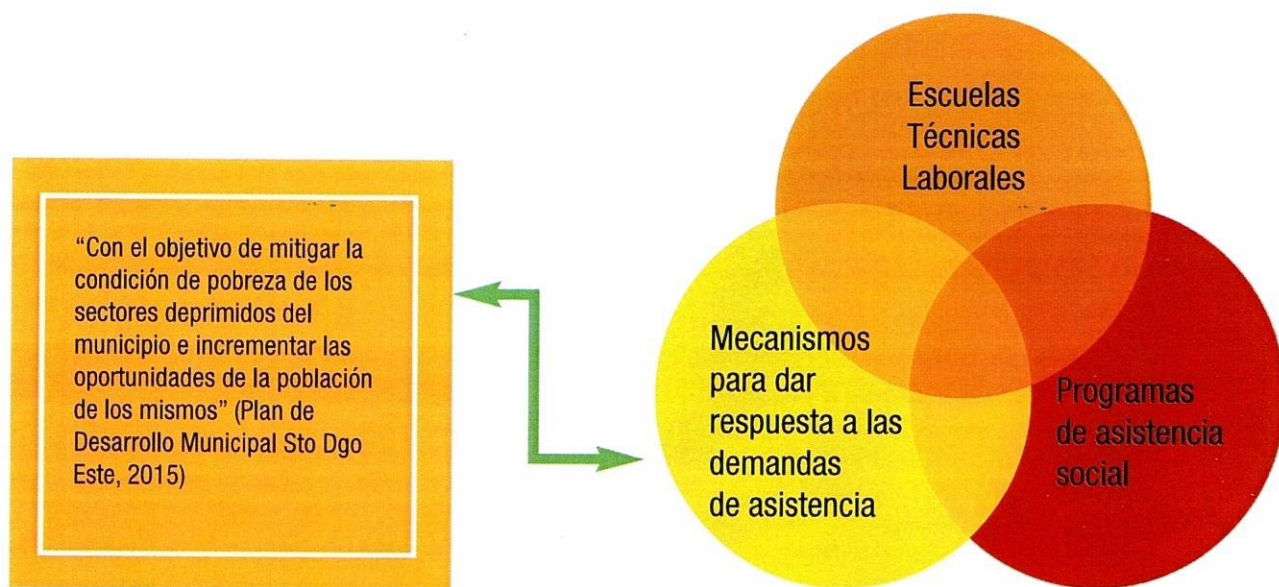 “Con el objetivo de mitigar la
condición de pobreza de los
sectores deprimidos del
municipio e incrementar las
oportunidades de la población
de los mismos” (Plan de
Desarrollo Municipal Sto Dgo
Este, 2015)
Escuelas
Técnicas
Laborales
Mecanismos
para dar
respuesta a las
demandas
de asistencia
Programas
de asistencia
social